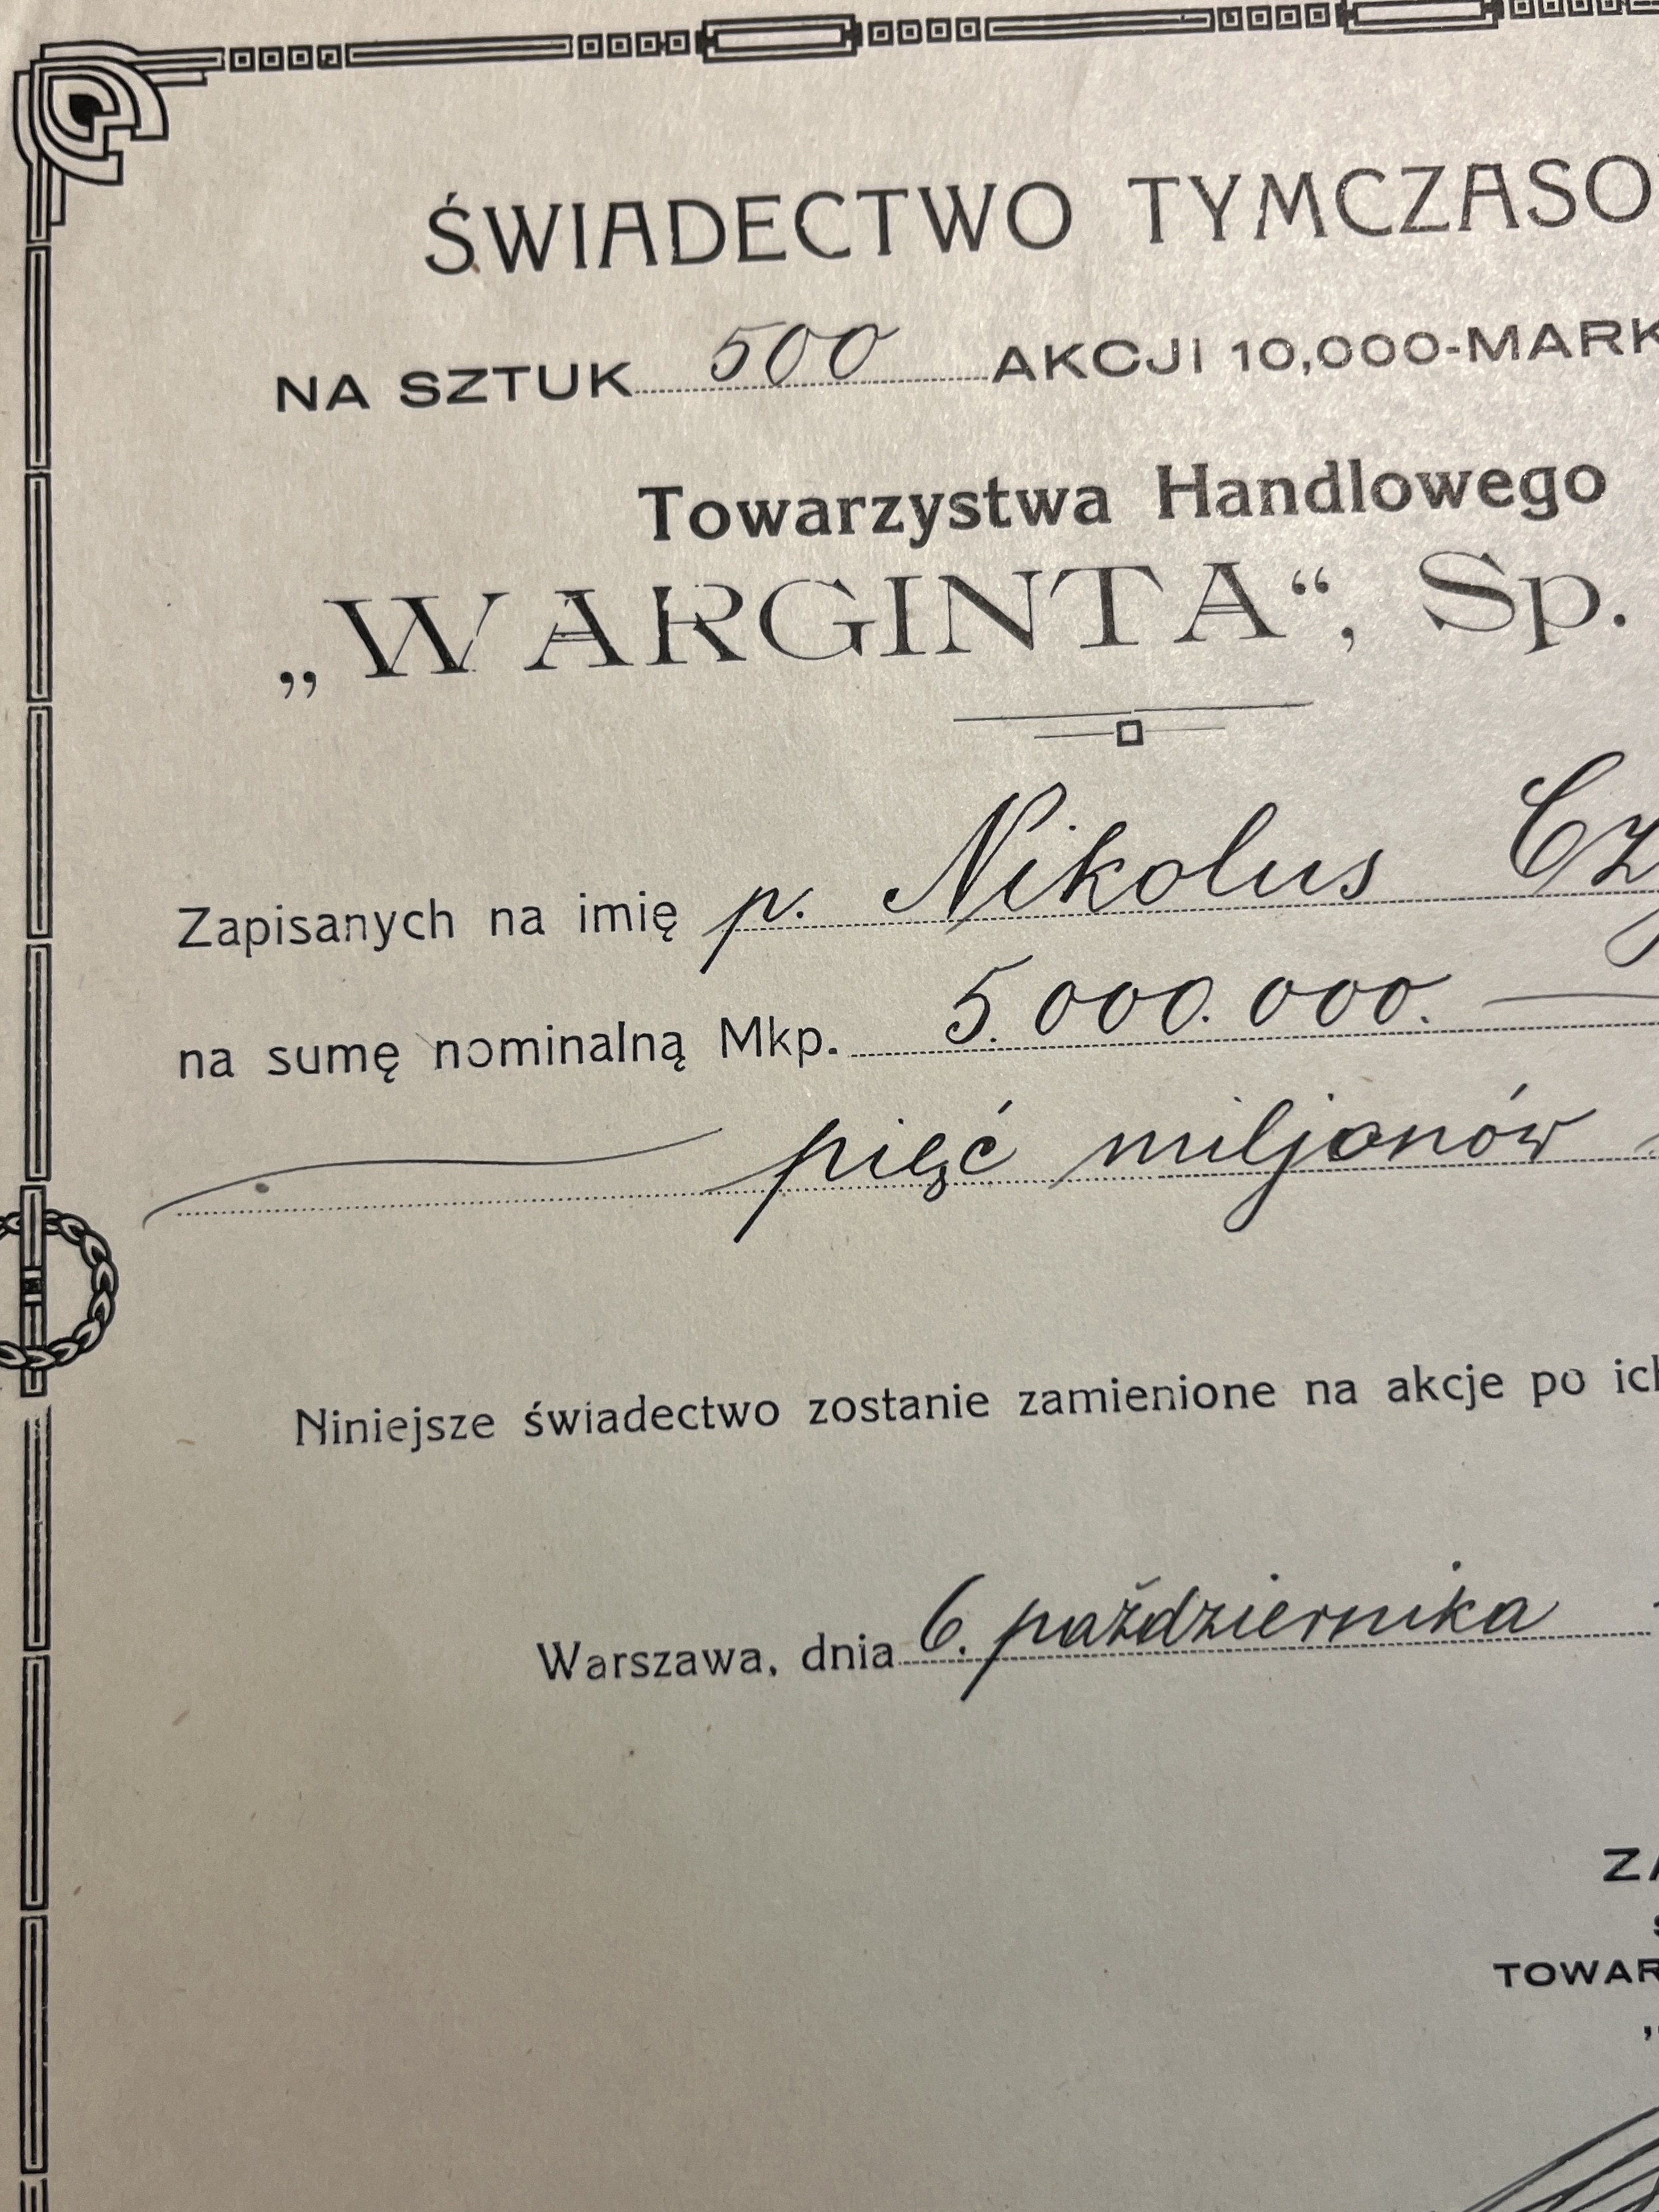 ŚWIADECTWO TYMCZASO
NA SZTUK 500 AKCJI 10,000-MARK
Towarzystwa Handlowego
„WARGINTA“, Sp.
Zapisanych na imię p. Nikolus Cz
na sumę nominalną Mkp. 5.000.000.
pięć miljonów
Niniejsze świadectwo zostanie zamienione na akcje po ich
Warszawa, dnia 6. października
ZA
S
TOWAR
„